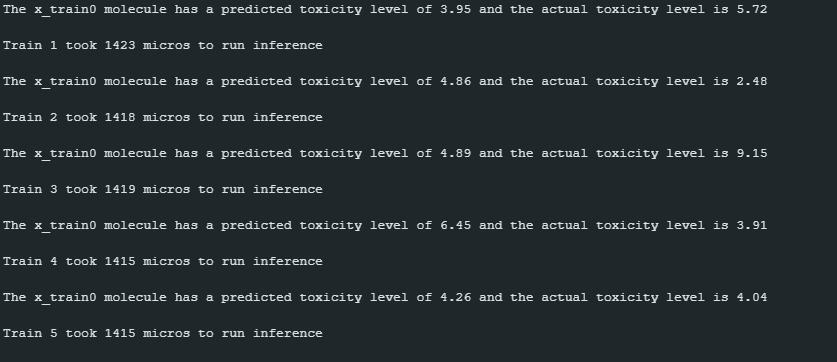 The x_train0 molecule has a predicted toxicity level of 3.95 and the actual toxicity level is 5.72
Train 1 took 1423 micros to run inference
The x_train0 molecule has a predicted toxicity level of 4.86 and the actual toxicity level is 2.48
Train 2 took 1418 micros to run inference
The x_train0 molecule has a predicted toxicity level of 4.89 and the actual toxicity level is 9.15
Train 3 took 1419 micros to run inference
The x_train0 molecule has a predicted toxicity level of 6.45 and the actual toxicity level is 3.91
Train 4 took 1415 micros to run inference
The x_train0 molecule has a predicted toxicity level of 4.26 and the actual toxicity level is 4.04
Train 5 took 1415 micros to run inference